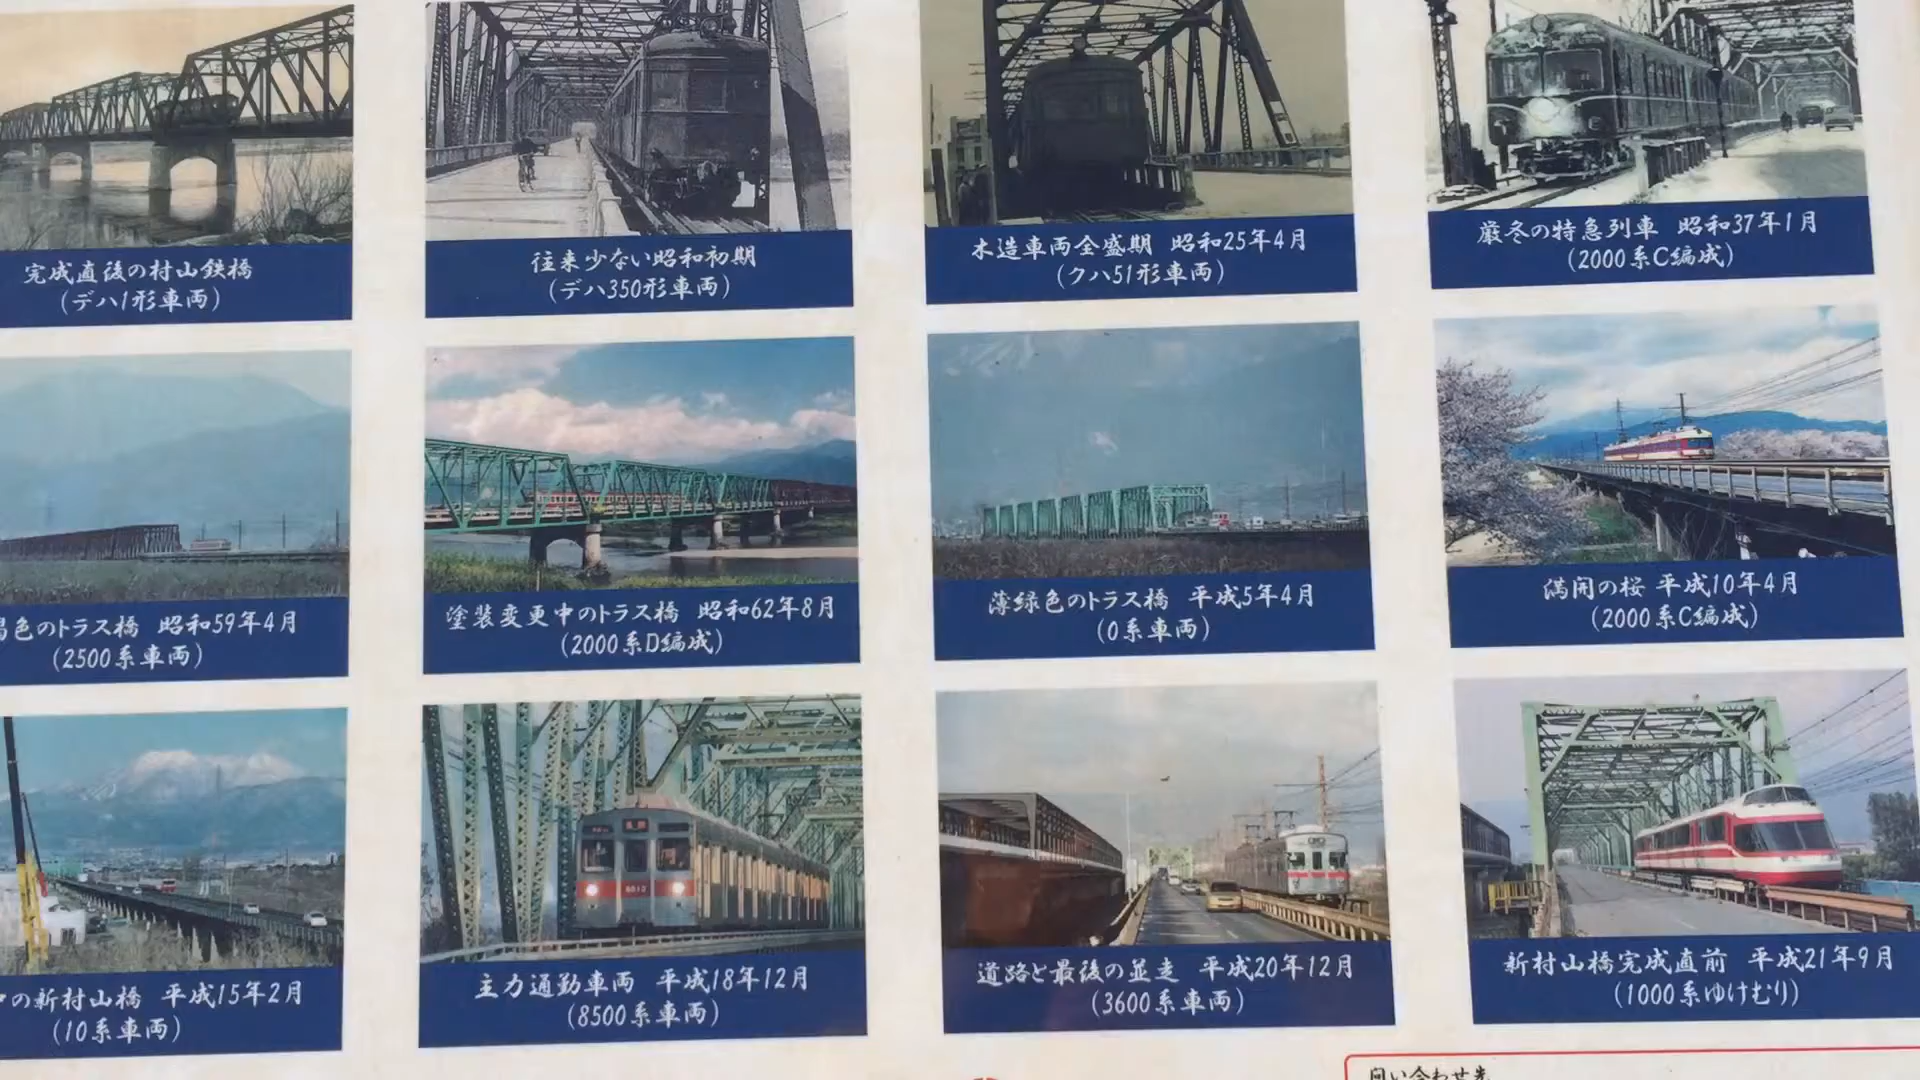 完成直後の村山鉄橋
(デハ1形車両)
往来少ない昭和初期
(デハ350形車両)
木造車両全盛期 昭和25年4月
(クハ51形車両)
厳冬の特急列車 昭和37年1月
(2000系C編成)
色のトラス橋 昭和59年4月
(2500系車両)
塗装変更中のトラス橋 昭和62年8月
(2000系D編成)
薄緑色のトラス橋 平成5年4月
(0系車両)
満開の桜 平成10年4月
(2000系C編成)
の新村山橋 平成15年2月
(10系車両)
主力通勤車両 平成18年12月
(8500系車両)
道路と最後の並走 平成20年12月
(3600系車両)
新村山橋完成直前 平成21年9月
(1000系ゆけむり)
問い合わせ先